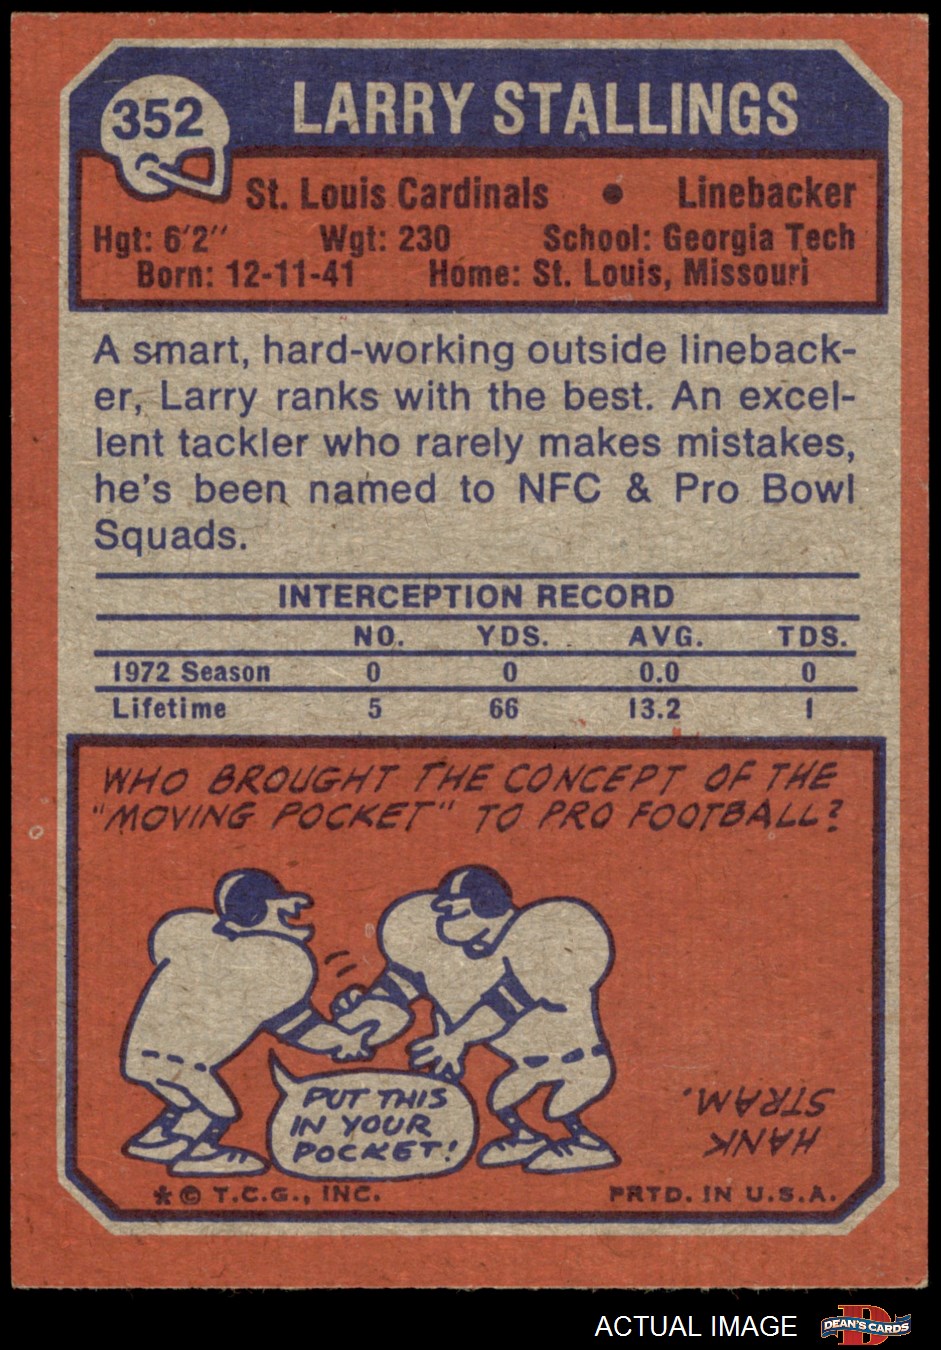 352
LARRY STALLINGS
St. Louis Cardinals • Linebacker
Hgt: 6'2" Wgt: 230 School: Georgia Tech
Born: 12-11-41 Home: St. Louis, Missouri
A smart, hard-working outside lineback-
er, Larry ranks with the best. An excel-
lent tackler who rarely makes mistakes,
he's been named to NFC & Pro Bowl
Squads.
INTERCEPTION RECORD
NO. YDS. AVG. TDS.
1972 Season 0 0 0.0 0
Lifetime 5 66 13.2 1
WHO BROUGHT THE CONCEPT OF THE
"MOVING POCKET" TO PRO FOOTBALL?
PUT THIS
IN YOUR
POCKET!
HANK
STRAM.
* © T.C.G., INC. PRTD. IN U.S.A.
ACTUAL IMAGE
D
DEAN'S CARDS